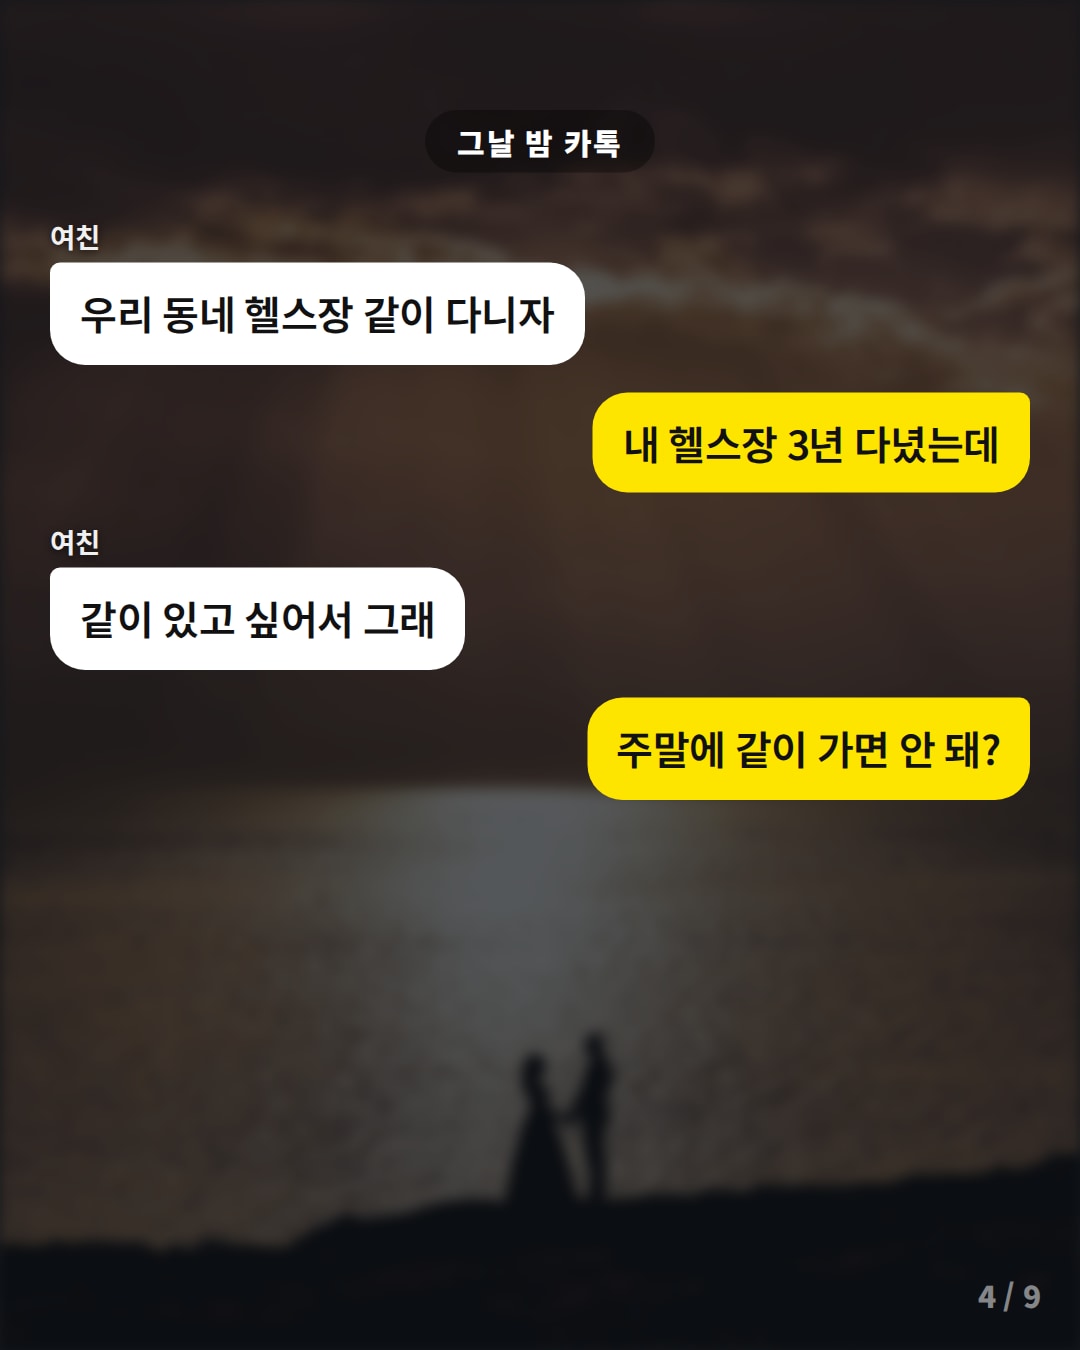 그날 밤 카톡
여친
우리 동네 헬스장 같이 다니자
내 헬스장 3년 다녔는데
여친
같이 있고 싶어서 그래
주말에 같이 가면 안 돼?
4 / 9